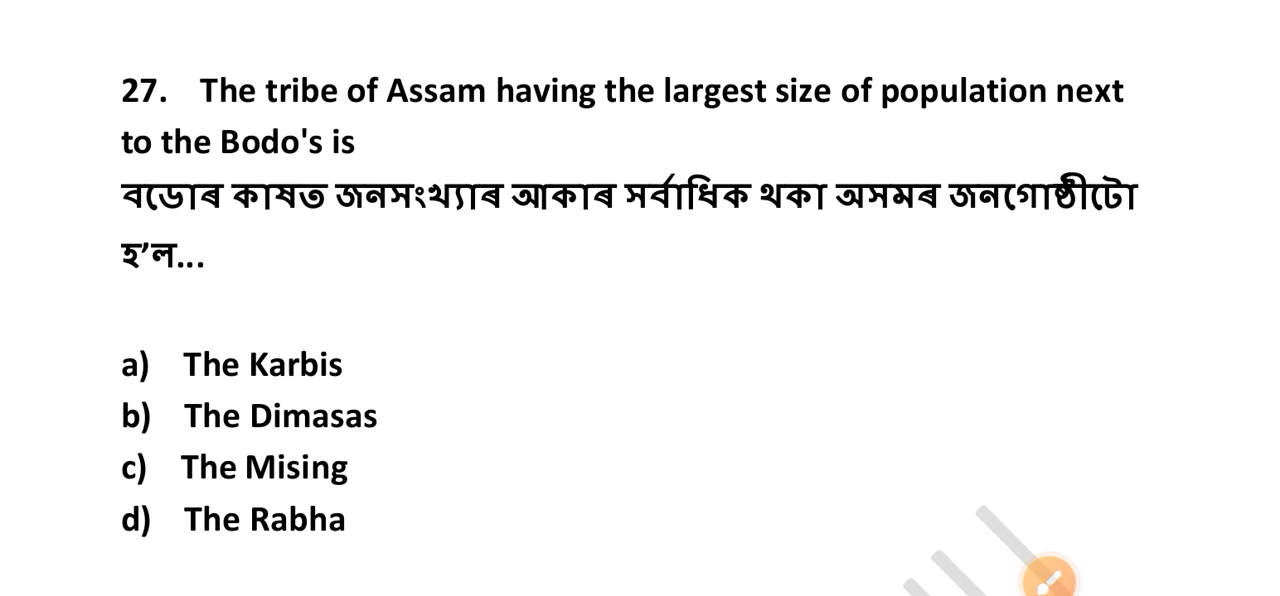 27. The tribe of Assam having the largest size of population next
to the Bodo's is
বডোৰ কাষত জনসংখ্যাৰ আকাৰ সৰ্বাধিক থকা অসমৰ জনগোষ্ঠীটো
হ’ল...
a) The Karbis
b) The Dimasas
c) The Mising
d) The Rabha